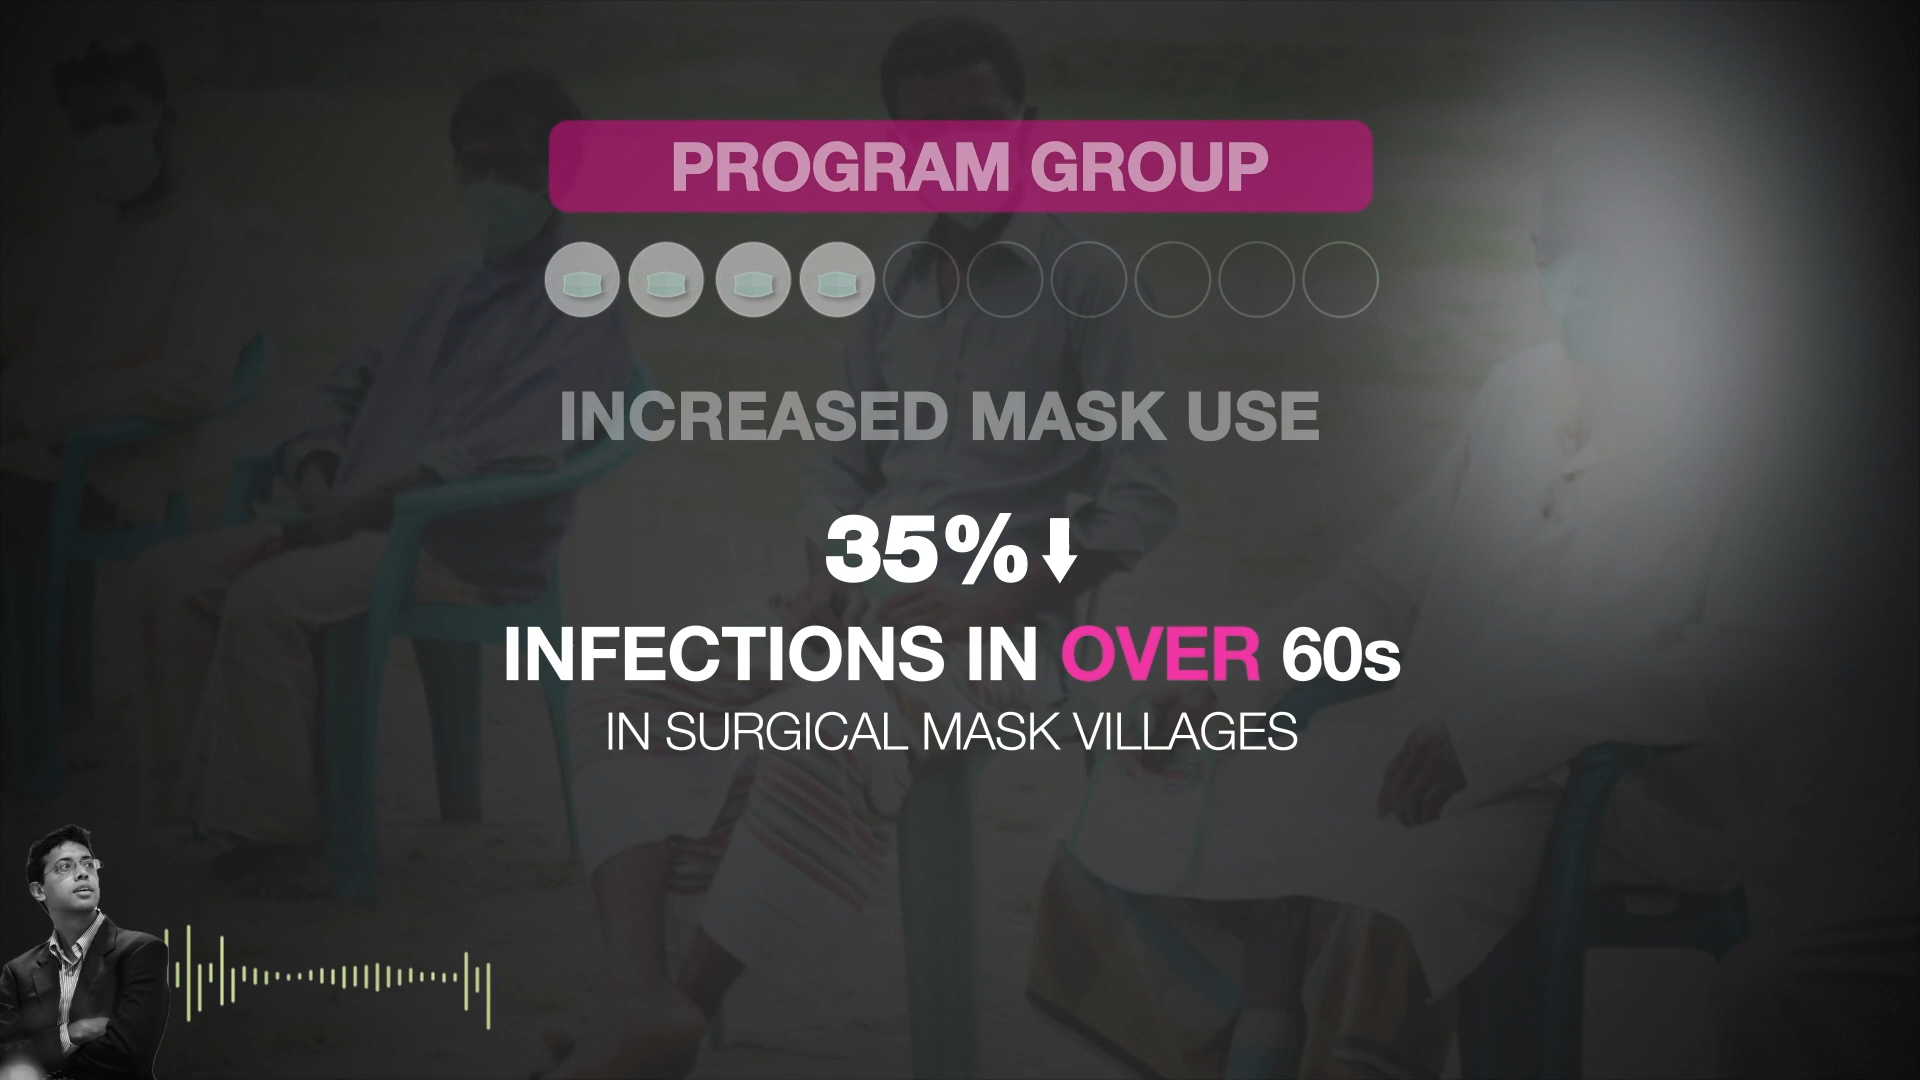 PROGRAM GROUP
INCREASED MASK USE
35%⬇
INFECTIONS IN OVER 60s
IN SURGICAL MASK VILLAGES